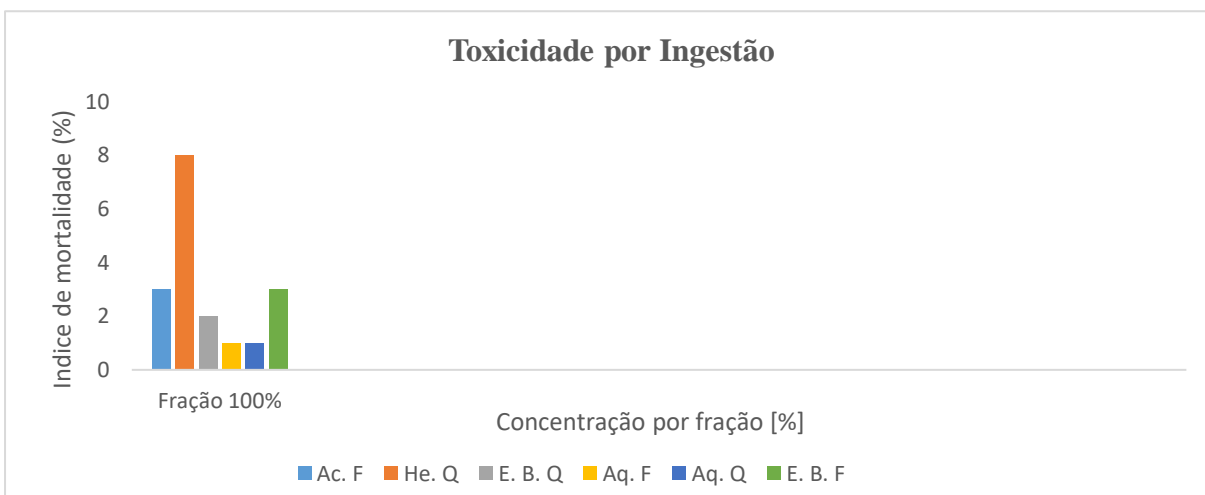 Toxicidade por Ingestão
Indice de mortalidade (%)
10
8
6
4
2
0
Fração 100%
Concentração por fração [%]
Ac. F He. Q E. B. Q Aq. F Aq. Q E. B. F